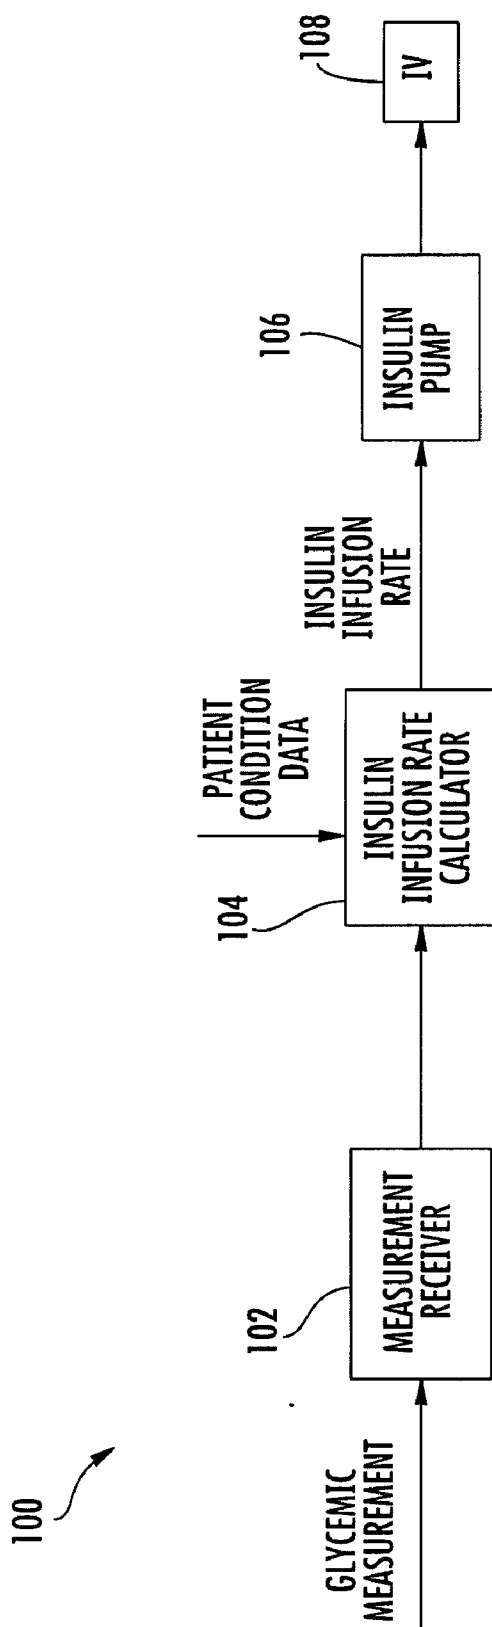 100
GLYCEMIC
MEASUREMENT
102
MEASUREMENT
RECEIVER
104
PATIENT
CONDITION
DATA
INSULIN
INFUSION RATE
CALCULATOR
INSULIN
INFUSION
RATE
106
INSULIN
PUMP
108
IV